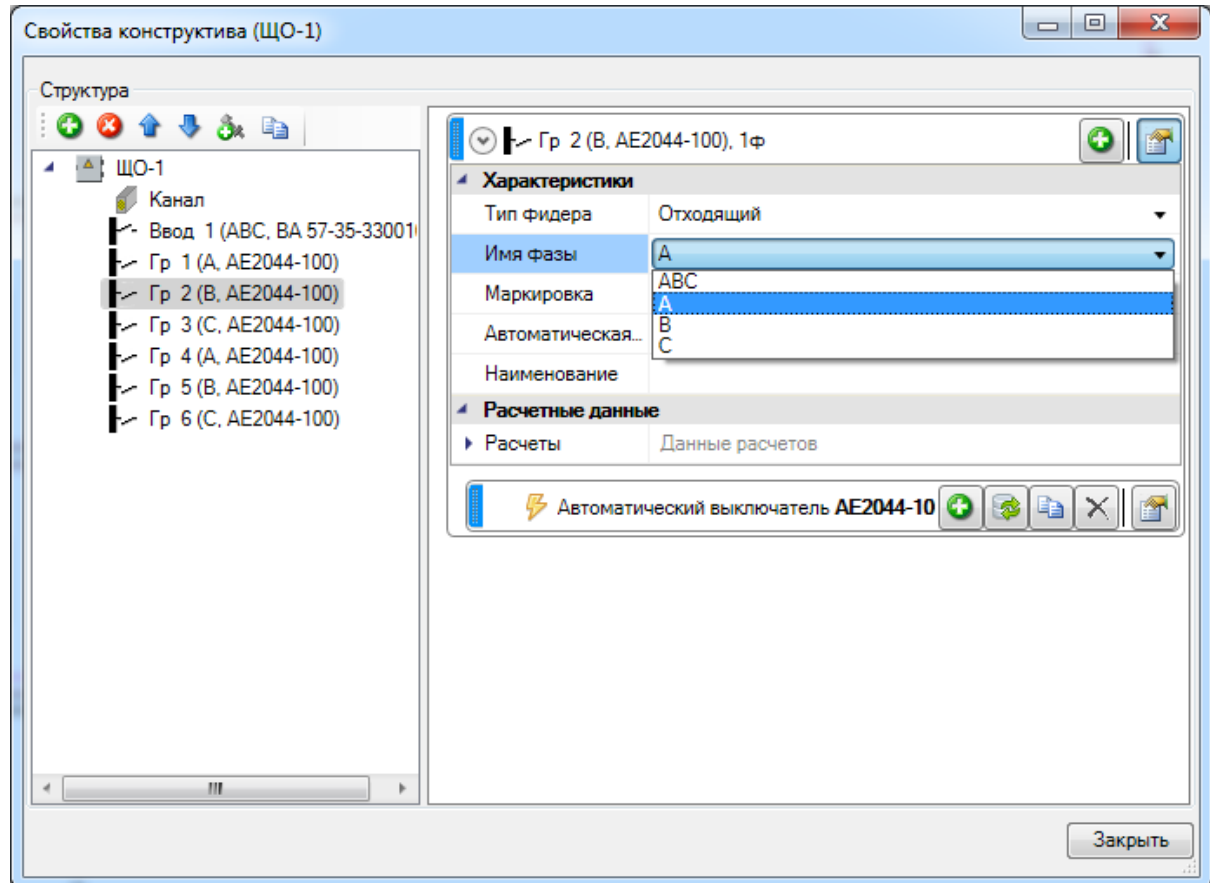 Свойства конструктива (ЩО-1)
Структура
ЩО-1
Канал
Ввод 1 (ABC, ВА 57-35-33001
Гр 1 (A, AE2044-100)
Гр 2 (B, AE2044-100)
Гр 3 (C, AE2044-100)
Гр 4 (A, AE2044-100)
Гр 5 (B, AE2044-100)
Гр 6 (C, AE2044-100)
Гр 2 (B, AE2044-100), 1ф
Характеристики
Тип фидера Отходящий
Имя фазы A
ABC
A
B
C
Маркировка
Автоматическая...
Наименование
Расчетные данные
Расчеты Данные расчетов
Автоматический выключатель AE2044-10
Закрыть